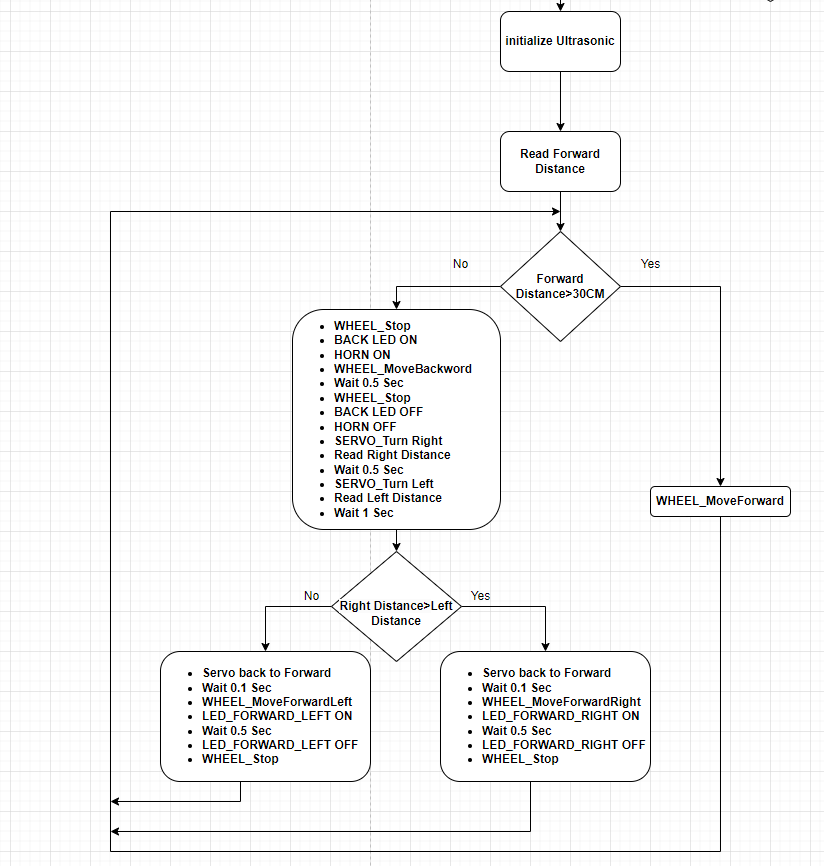 initialize Ultrasonic
Read Forward
Distance
No
Yes
Forward
Distance>30CM
WHEEL_Stop
BACK LED ON
HORN ON
WHEEL_MoveBackword
Wait 0.5 Sec
WHEEL_Stop
BACK LED OFF
HORN OFF
SERVO_Turn Right
Read Right Distance
Wait 0.5 Sec
SERVO_Turn Left
Read Left Distance
Wait 1 Sec
WHEEL_MoveForward
No
Yes
Right Distance>Left
Distance
Servo back to Forward
Wait 0.1 Sec
WHEEL_MoveForwardLeft
LED_FORWARD_LEFT ON
Wait 0.5 Sec
LED_FORWARD_LEFT OFF
WHEEL_Stop
Servo back to Forward
Wait 0.1 Sec
WHEEL_MoveForwardRight
LED_FORWARD_RIGHT ON
Wait 0.5 Sec
LED_FORWARD_RIGHT OFF
WHEEL_Stop